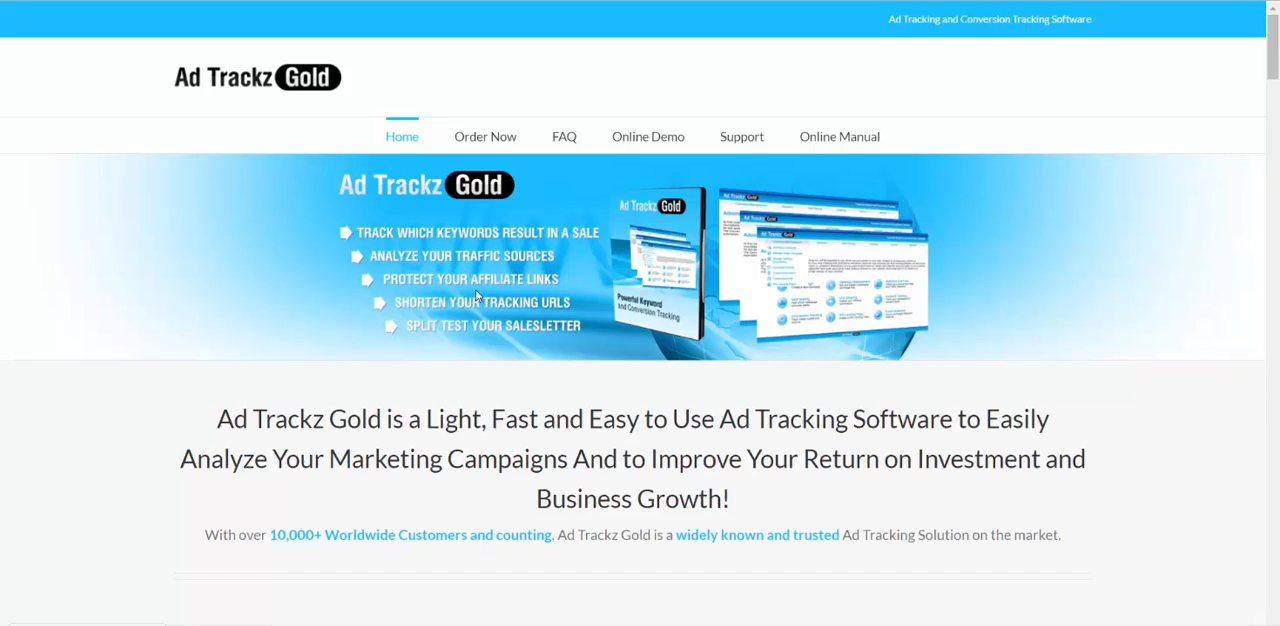 Ad Tracking and Conversion Tracking Software
Ad Trackz Gold
Home Order Now FAQ Online Demo Support Online Manual
Ad Trackz Gold
TRACK WHICH KEYWORDS RESULT IN A SALE
ANALYZE YOUR TRAFFIC SOURCES
PROTECT YOUR AFFILIATE LINKS
SHORTEN YOUR TRACKING URLS
SPLIT TEST YOUR SALESLETTER
Ad Trackz Gold
Powerful Keyword
and Conversion Tracking
Ad Trackz Gold is a Light, Fast and Easy to Use Ad Tracking Software to Easily
Analyze Your Marketing Campaigns And to Improve Your Return on Investment and
Business Growth!
With over 10,000+ Worldwide Customers and counting, Ad Trackz Gold is a widely known and trusted Ad Tracking Solution on the market.